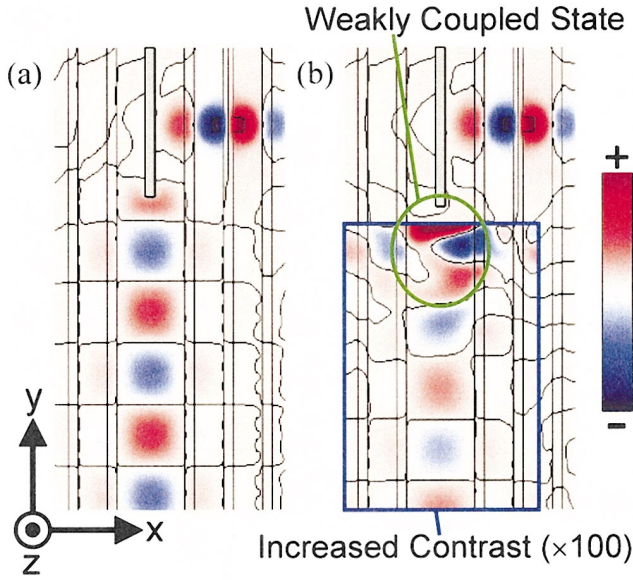 Weakly Coupled State
(a)
(b)
+
-
y
x
z
Increased Contrast (×100)